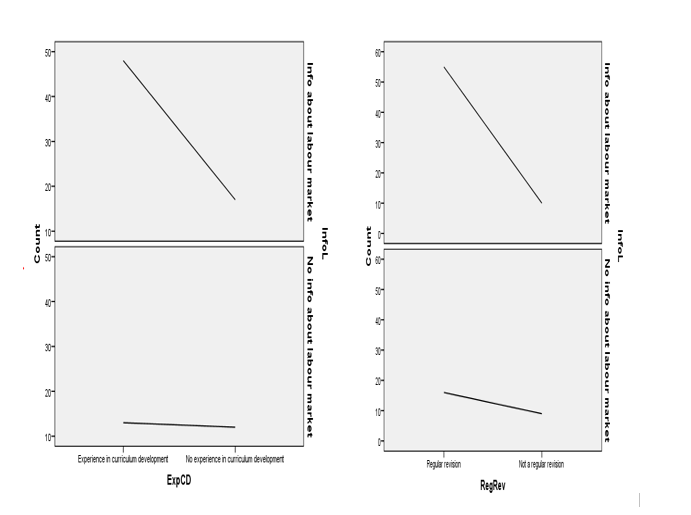 50
40
30
20
10
Info about labour market
50
40
30
20
10
No info about labour market
Count
InfoL
Experience in curriculum development
No experience in curriculum development
ExpCD
60
50
40
30
20
10
0
Info about labour market
60
50
40
30
20
10
0
No info about labour market
Count
InfoL
Regular revision
Not a regular revision
RegRev